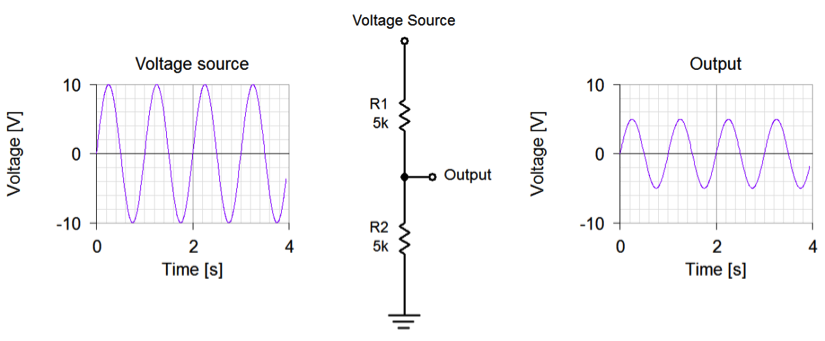 Voltage Source
Voltage source
Voltage [V]
10
0
-10
0 2 4
Time [s]
R1
5k
Output
R2
5k
Output
Voltage [V]
10
0
-10
0 2 4
Time [s]